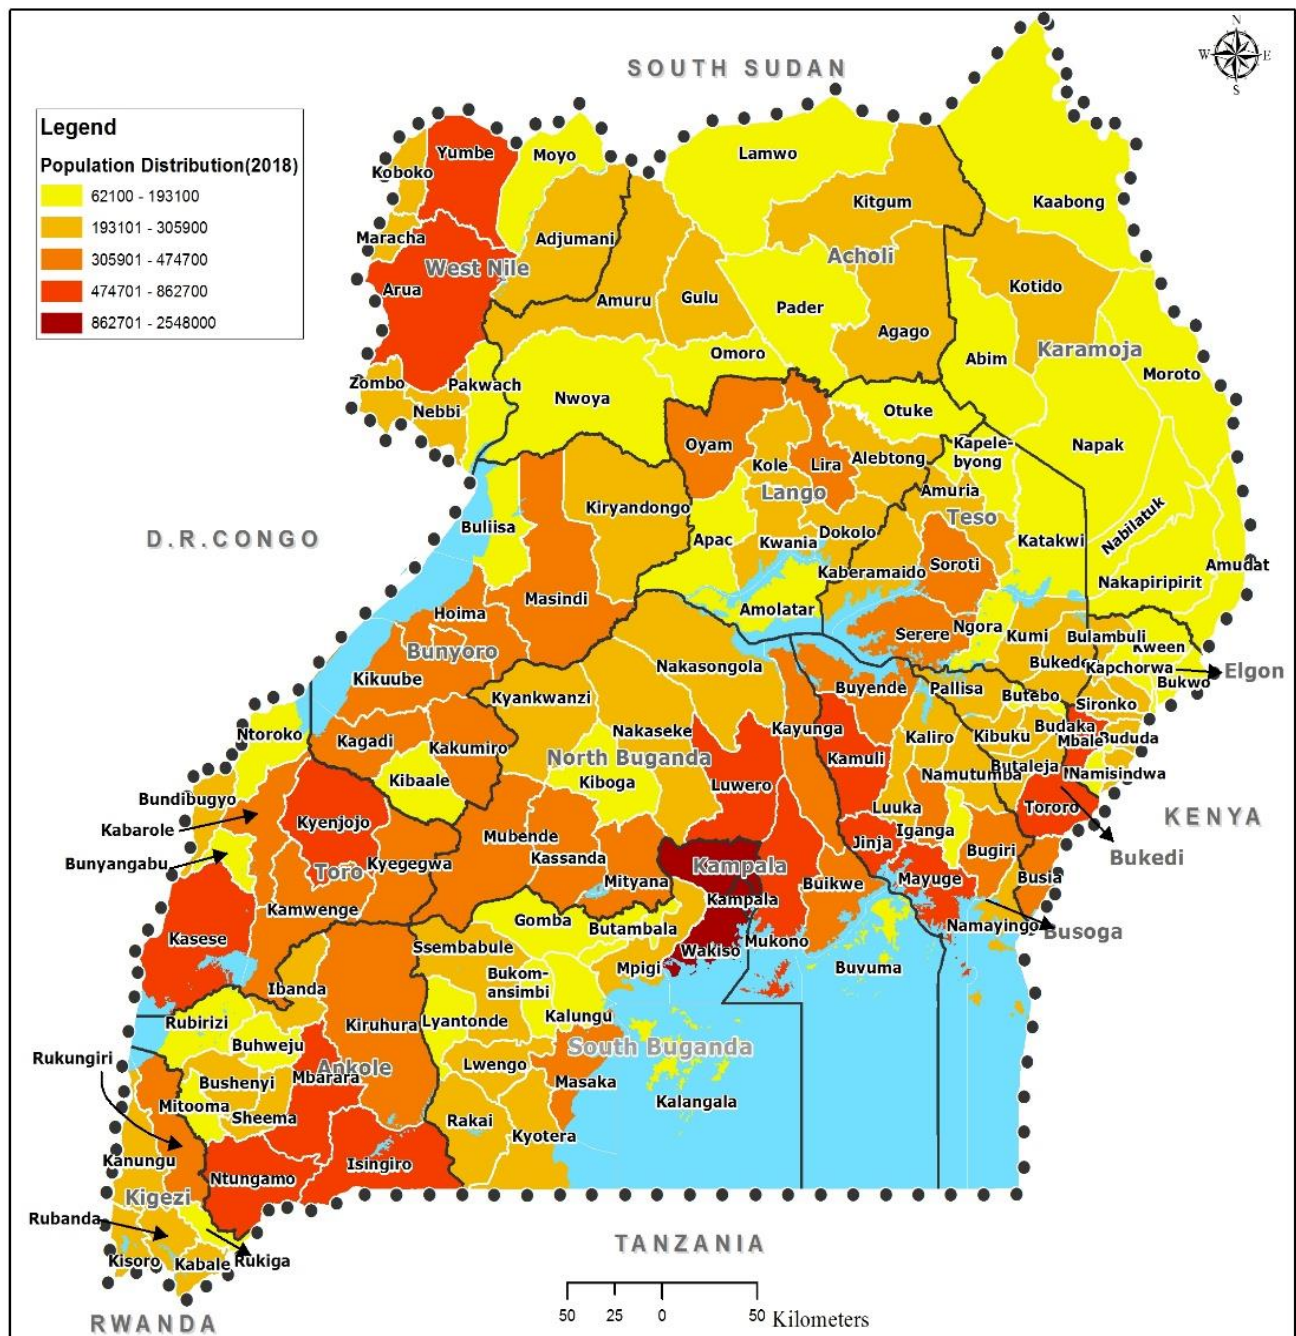 N
W E
S
SOUTH SUDAN
Legend
Population Distribution(2018)
62100 - 193100
193101 - 305900
305901 - 474700
474701 - 862700
862701 - 2548000
Yumbe
Moyo
Lamwo
Koboko
Kitgum
Kaabong
Maracha
Adjumani
West Nile
Acholi
Arua
Amuru
Gulu
Pader
Kotido
Agago
Karamoja
Omoro
Abim
Moroto
Zombo
Pakwach
Nebbi
Nwoya
Otuke
Oyam
Kapele-
byong
Napak
Kole
Lira
Alebtong
Lango
Amuria
Teso
Kiryandongo
Buliisa
D.R.CONGO
Apac
Kwania
Dokolo
Katakwi
Nabilatuk
Kaberamaido
Soroti
Amudat
Nakapiripirit
Masindi
Amolatar
Hoima
Ngora
Serere
Kumi
Bulambuli
Kween
Bunyoro
Nakasongola
Bukede
Kapchorwa
Elgon
Kikuube
Buyende
Pallisa
Bukwo
Kyankwanzi
Butebo
Sironko
Ntoroko
Kagadi
Kakumiro
Nakaseke
Kayunga
Kaliro
Kibuku
Budaka
Mbale
Bududa
North Buganda
Kamuli
Butaleja
Kibaale
Kiboga
Luwero
Namutumba
Namisindwa
Bundibugyo
Kabarole
Kyenjojo
Luuka
Tororo
KENYA
Mubende
Iganga
Bunyangabu
Toro
Kyegegwa
Kassanda
Kampala
Jinja
Bugiri
Bukedi
Mityana
Buikwe
Mayuge
Busia
Kamwenge
Kampala
Gomba
Butambala
Kasese
Ssembabule
Wakiso
Mukono
Namayingo
Busoga
Mpigi
Buvuma
Ibanda
Bukom-
ansimbi
Rubirizi
Kiruhura
Lyantonde
Kalungu
Rukungiri
Buhweju
South Buganda
Bushenyi
Mbarara
Ankole
Lwengo
Masaka
Mitooma
Sheema
Kalangala
Rakai
Kyotera
Kanungu
Ntungamo
Isingiro
Kigezi
Rubanda
Kisoro
Kabale
Rukiga
TANZANIA
RWANDA
50 25 0 50 Kilometers